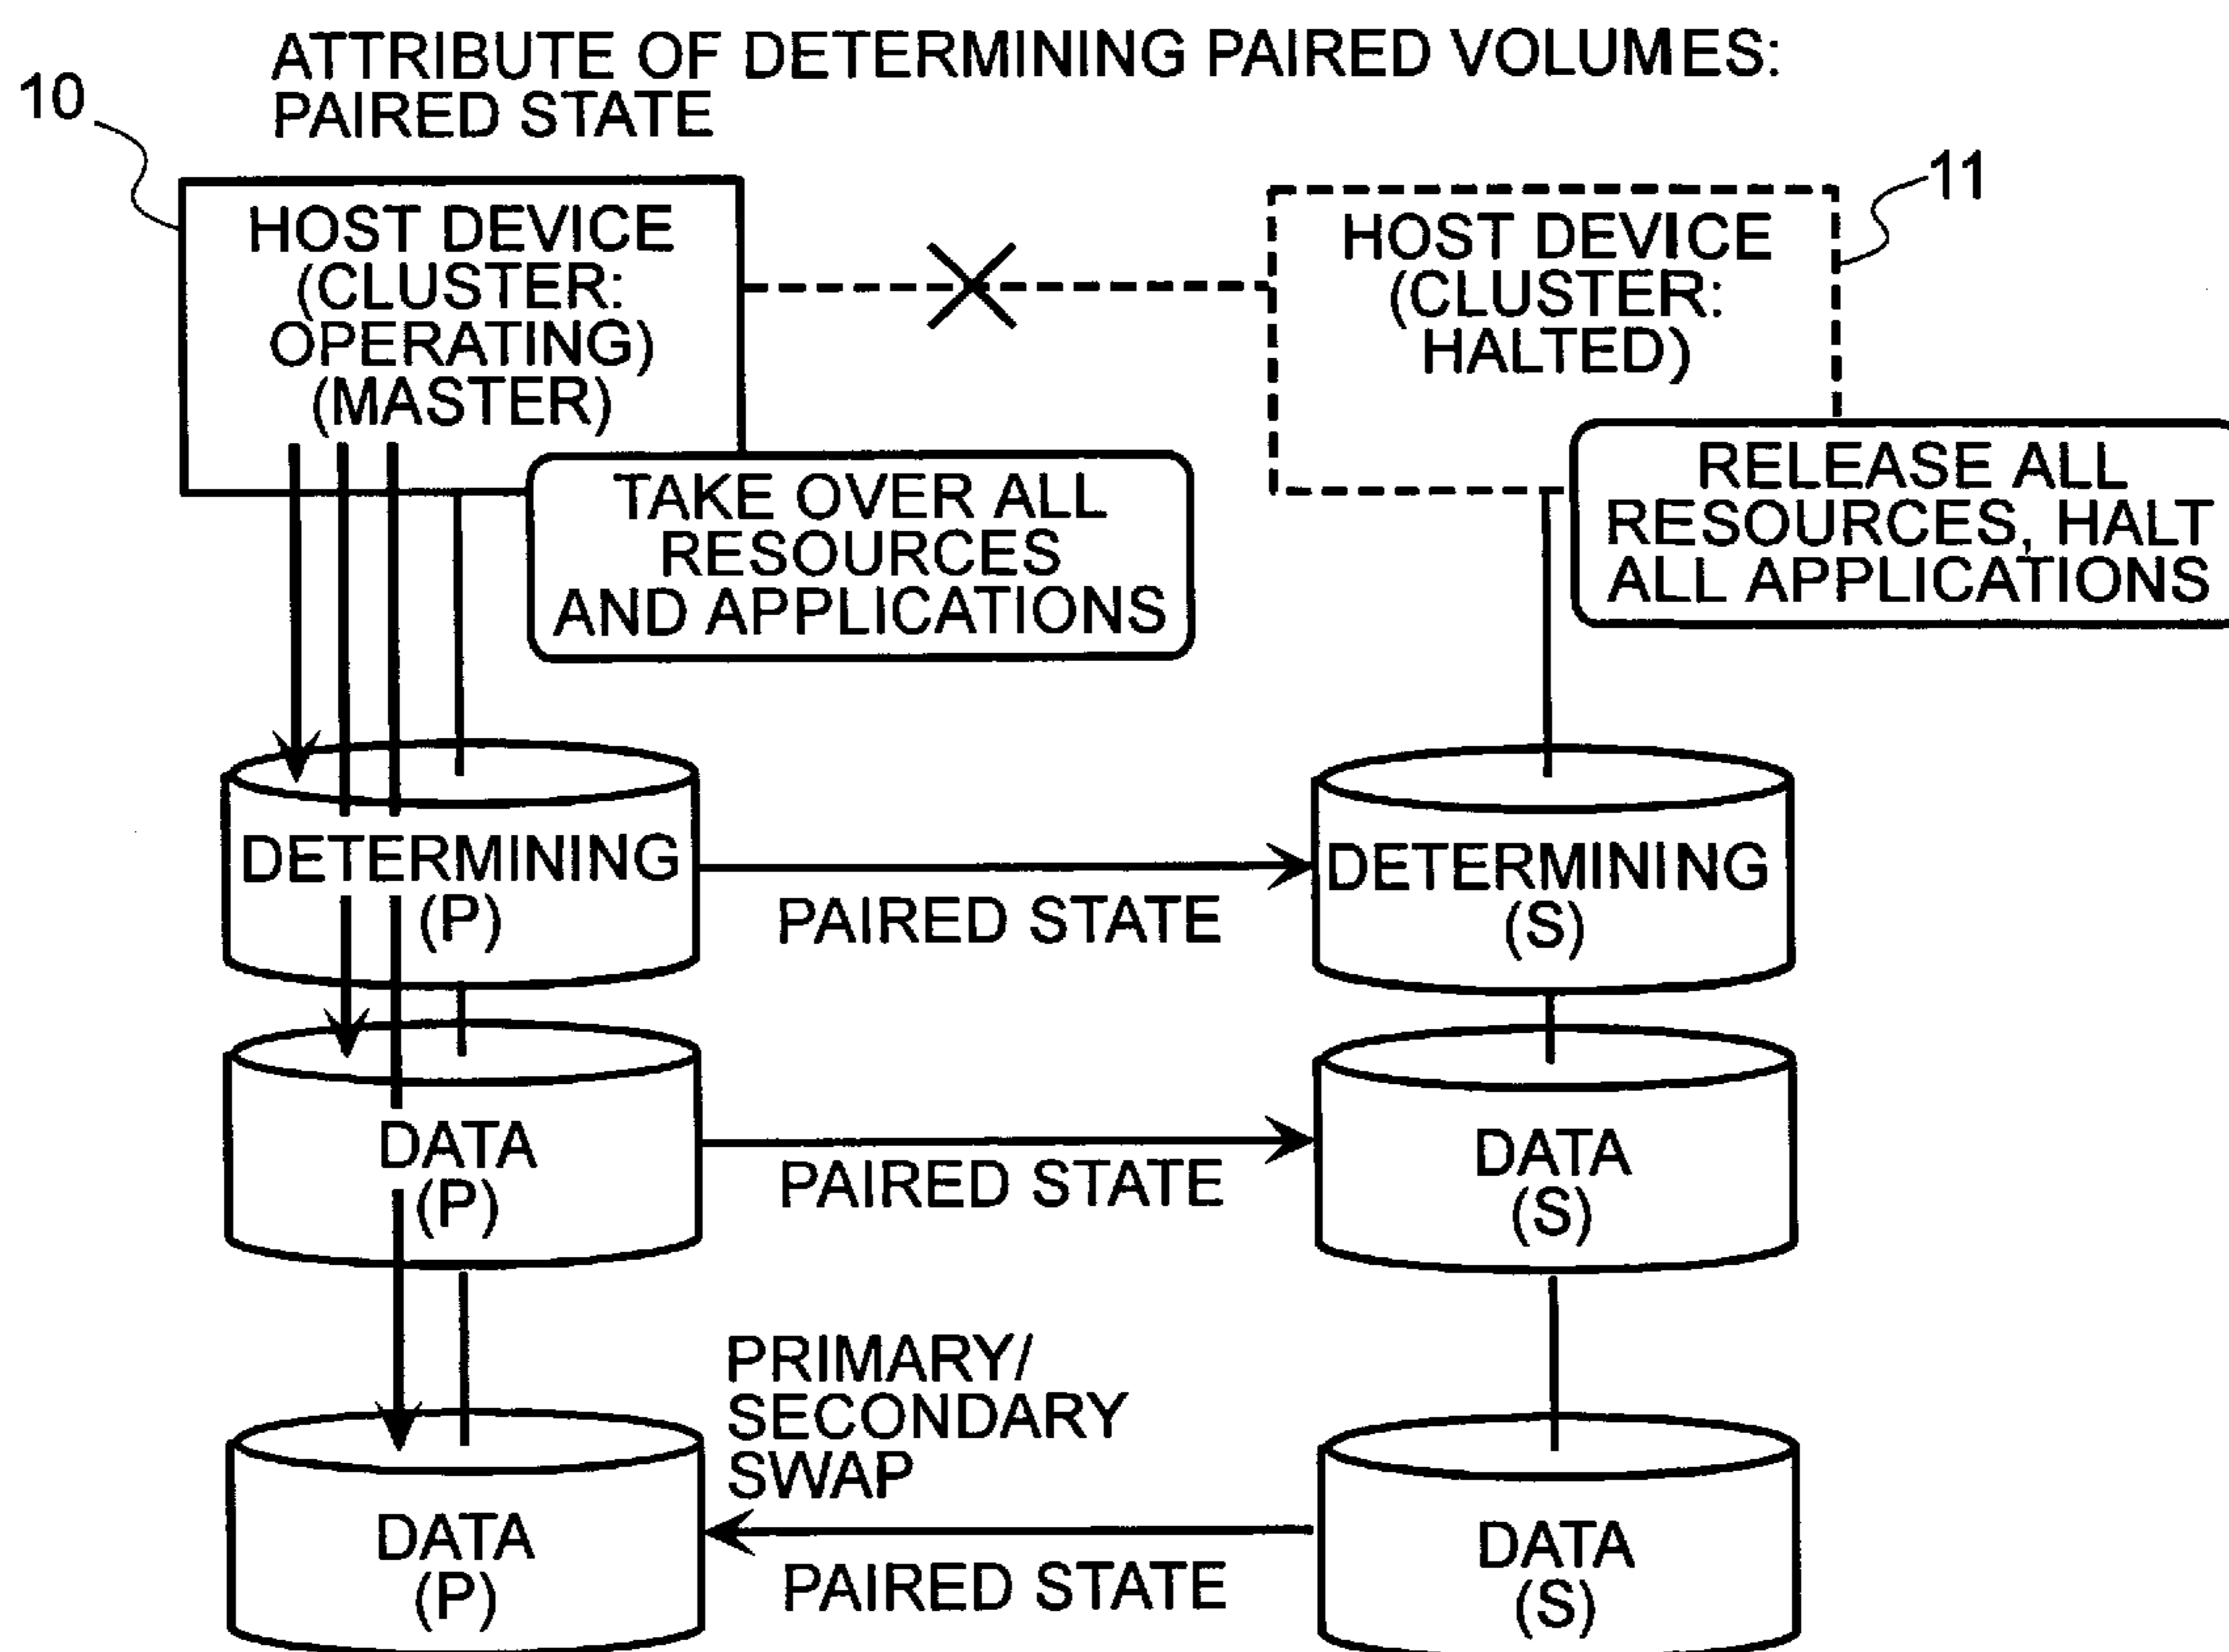 ATTRIBUTE OF DETERMINING PAIRED VOLUMES:
PAIRED STATE
10
11
HOST DEVICE
(CLUSTER:
OPERATING)
(MASTER)
HOST DEVICE
(CLUSTER:
HALTED)
TAKE OVER ALL
RESOURCES
AND APPLICATIONS
RELEASE ALL
RESOURCES, HALT
ALL APPLICATIONS
DETERMINING
(P)
PAIRED STATE
DETERMINING
(S)
DATA
(P)
PAIRED STATE
DATA
(S)
PRIMARY/
SECONDARY
SWAP
DATA
(P)
PAIRED STATE
DATA
(S)